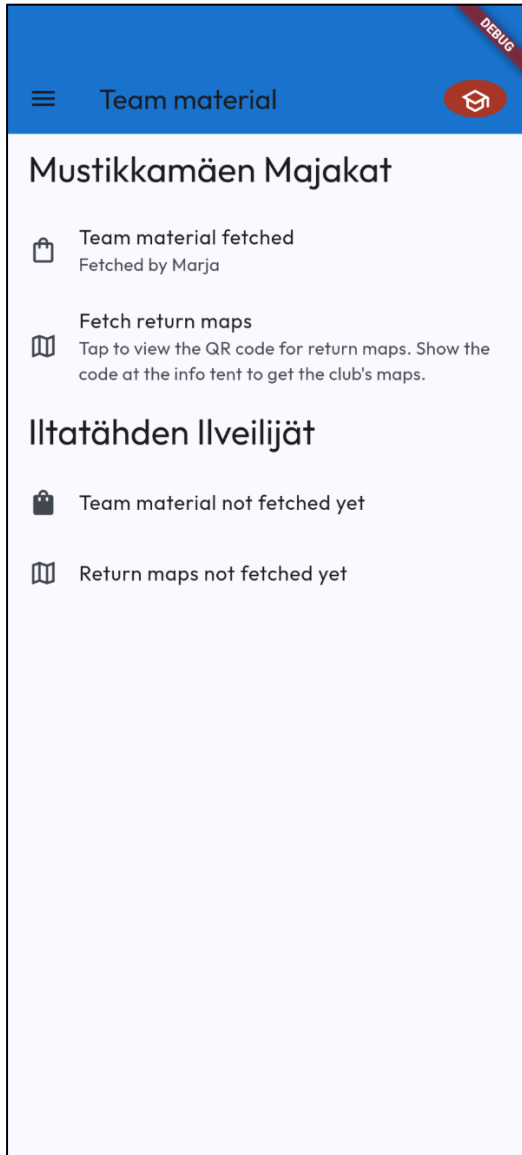 DEBUG
Team material
Mustikkamäen Majakat
Team material fetched
Fetched by Marja
Fetch return maps
Tap to view the QR code for return maps. Show the
code at the info tent to get the club's maps.
Iltatähden Ilveilijät
Team material not fetched yet
Return maps not fetched yet